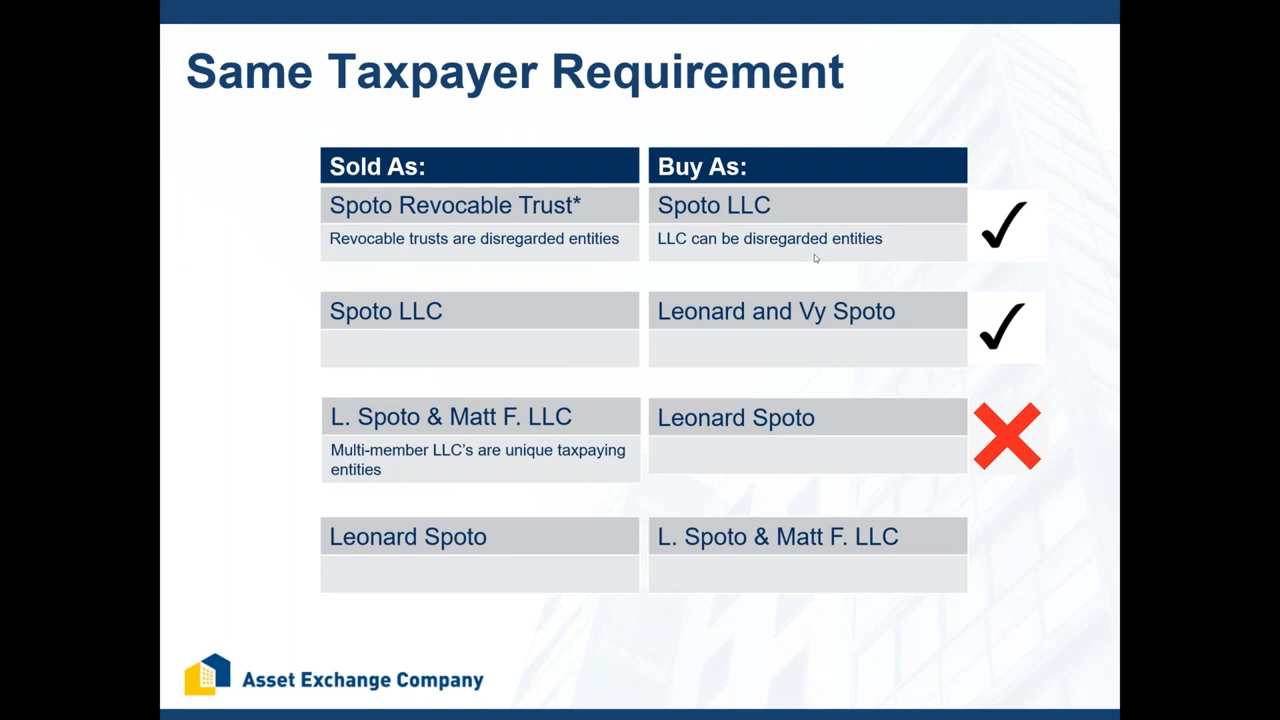 Same Taxpayer Requirement
Sold As:
Buy As:
Spoto Revocable Trust*
Spoto LLC
Revocable trusts are disregarded entities
LLC can be disregarded entities
Spoto LLC
Leonard and Vy Spoto
L. Spoto & Matt F. LLC
Leonard Spoto
Multi-member LLC's are unique taxpaying
entities
Leonard Spoto
L. Spoto & Matt F. LLC
Asset Exchange Company